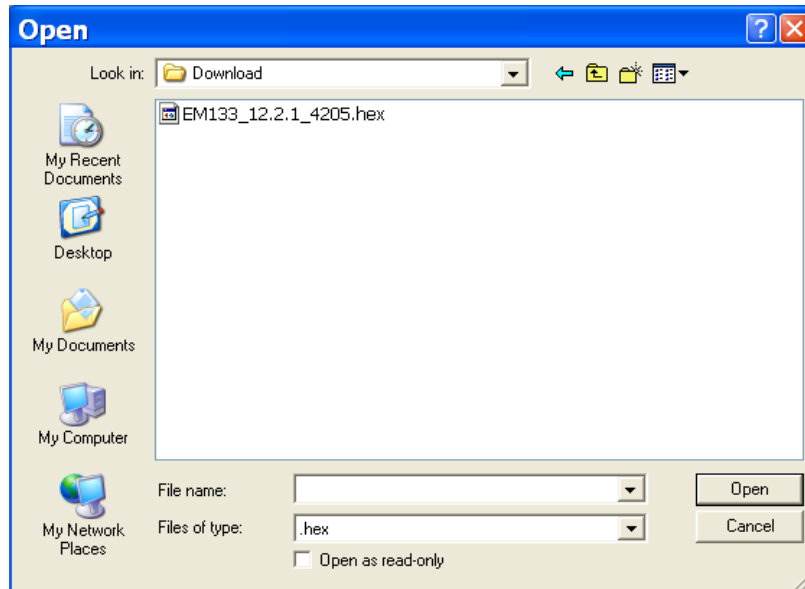 Open
Look in: Download
EM133_12.2.1_4205.hex
My Recent
Documents
Desktop
My Documents
My Computer
My Network
Places
File name:
Open
Files of type: .hex
Cancel
Open as read-only